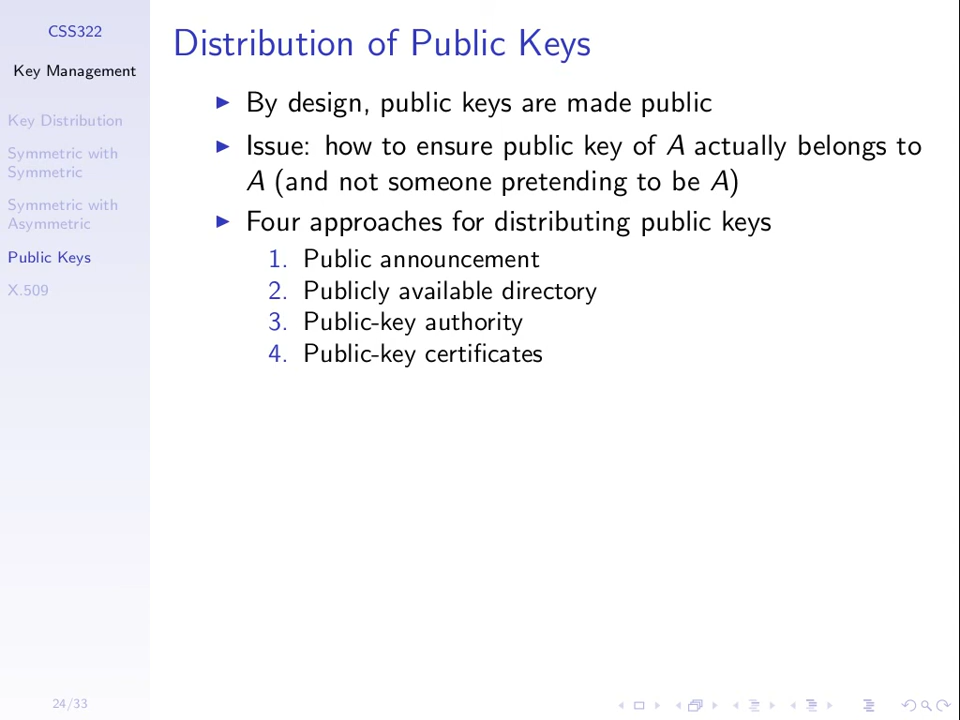 CSS322
Key Management
Key Distribution
Symmetric with
Symmetric
Symmetric with
Asymmetric
Public Keys
X.509
24/33
Distribution of Public Keys
By design, public keys are made public
Issue: how to ensure public key of A actually belongs to
A (and not someone pretending to be A)
Four approaches for distributing public keys
1. Public announcement
2. Publicly available directory
3. Public-key authority
4. Public-key certificates